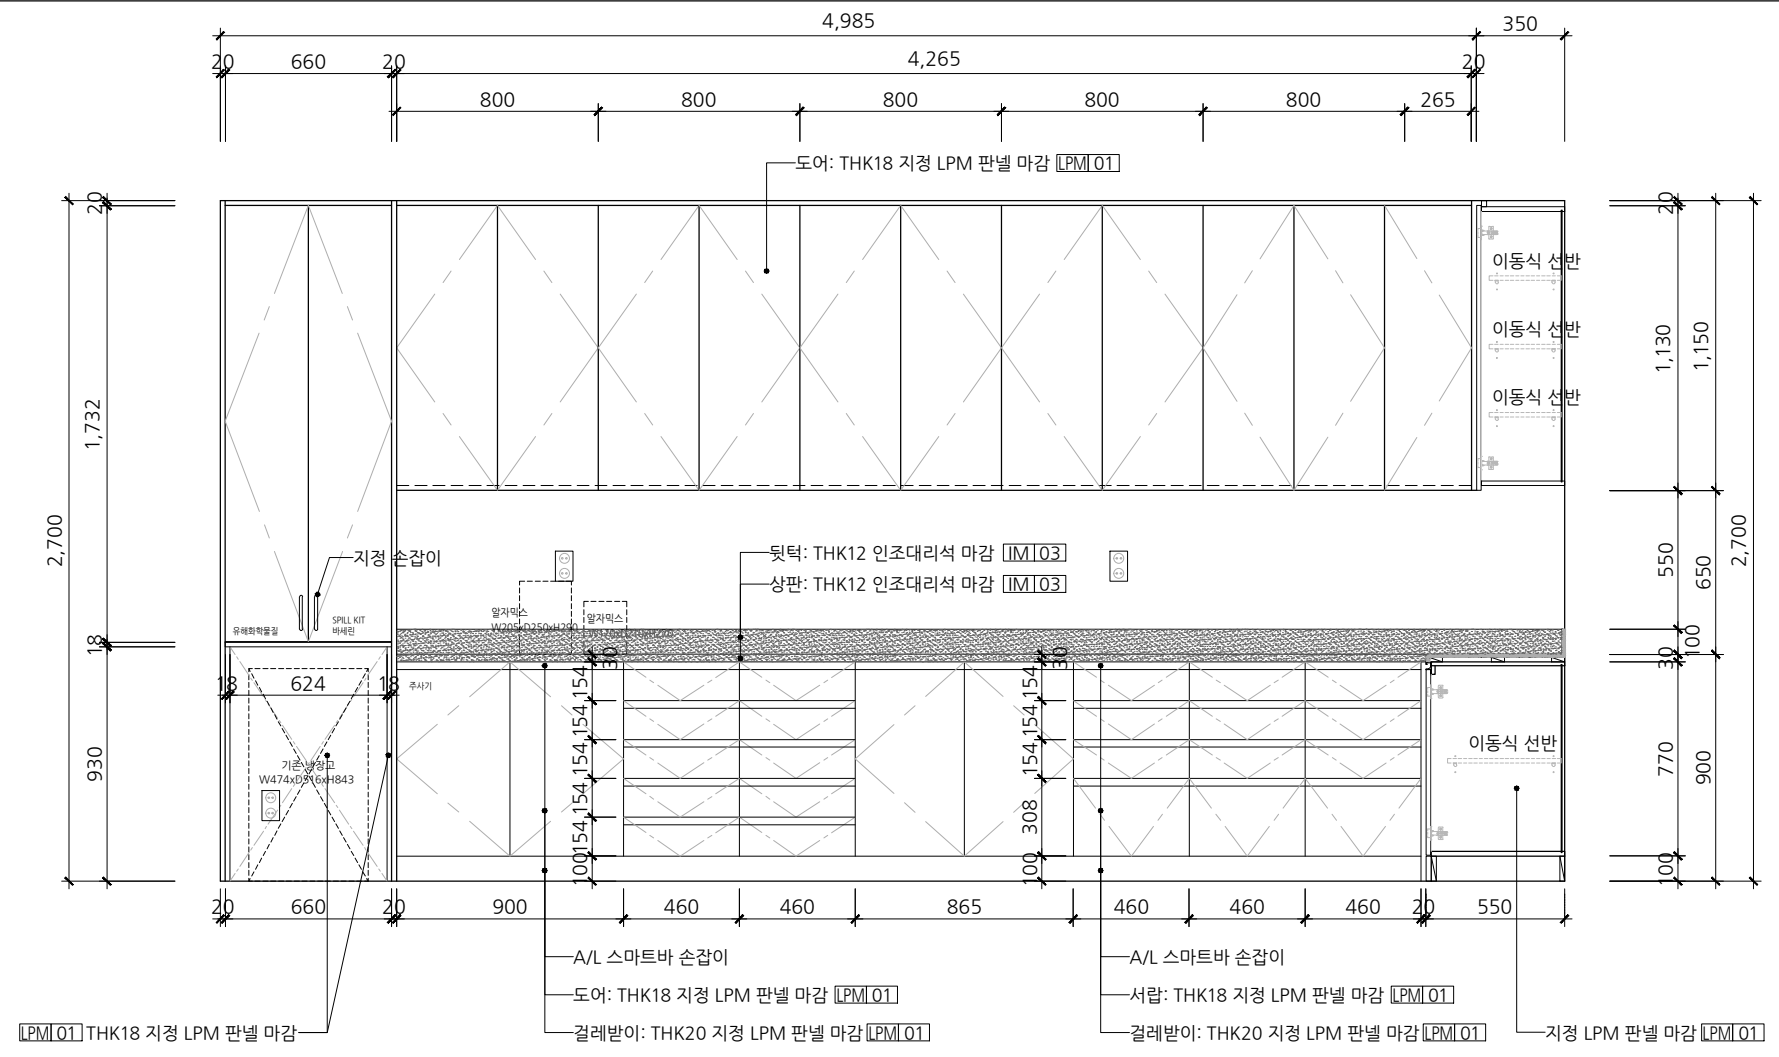 4,985
350
20
660
20
4,265
20
800
800
800
800
800
265
도어: THK18 지정 LPM 판넬 마감 LPM 01
20
20
이동식 선반
이동식 선반
이동식 선반
1,130
1,150
1,732
2,700
2,700
지정 손잡이
뒷턱: THK12 인조대리석 마감 IM 03
상판: THK12 인조대리석 마감 IM 03
550
650
유해화학물질
SPILL KIT
바세린
알자믹스
W205xD250xH290
알자믹스
W170xD210xH270
18
100
30
30
30
18
624
18
주사기
154
154
154
154
154
100
154
154
154
308
100
기존 냉장고
W474xD516xH843
930
이동식 선반
770
900
100
20
660
20
900
460
460
865
460
460
460
20
550
A/L 스마트바 손잡이
A/L 스마트바 손잡이
도어: THK18 지정 LPM 판넬 마감 LPM 01
서랍: THK18 지정 LPM 판넬 마감 LPM 01
LPM 01 THK18 지정 LPM 판넬 마감
걸레받이: THK20 지정 LPM 판넬 마감 LPM 01
걸레받이: THK20 지정 LPM 판넬 마감 LPM 01
지정 LPM 판넬 마감 LPM 01